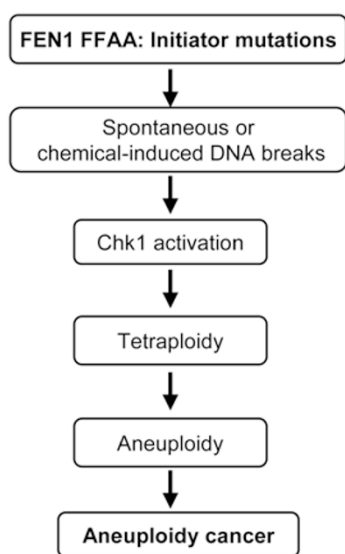 FEN1 FFAA: Initiator mutations
Spontaneous or
chemical-induced DNA breaks
Chk1 activation
Tetraploidy
Aneuploidy
Aneuploidy cancer